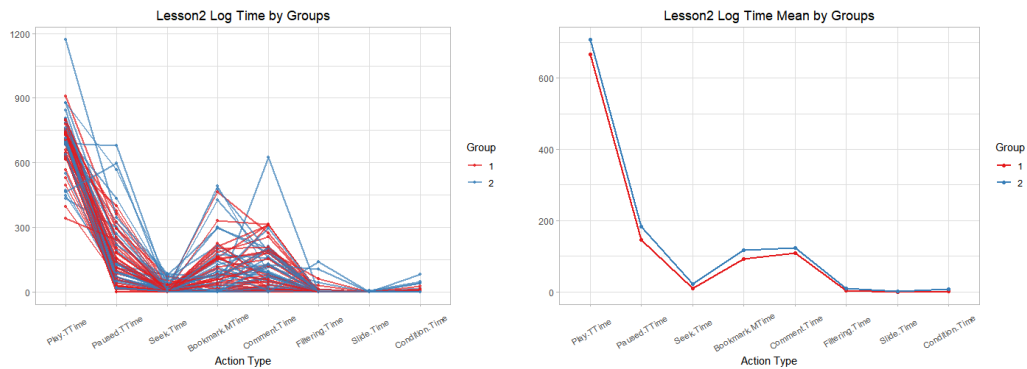 Lesson2 Log Time by Groups
1200
900
600
300
0
Play.TTime
Paused.TTime
Seek.Time
Bookmark.MTime
Comment.Time
Filtering.Time
Slide.Time
Condition.Time
Action Type
Group
1
2
Lesson2 Log Time Mean by Groups
600
400
200
0
Play.TTime
Paused.TTime
Seek.Time
Bookmark.MTime
Comment.Time
Filtering.Time
Slide.Time
Condition.Time
Action Type
Group
1
2